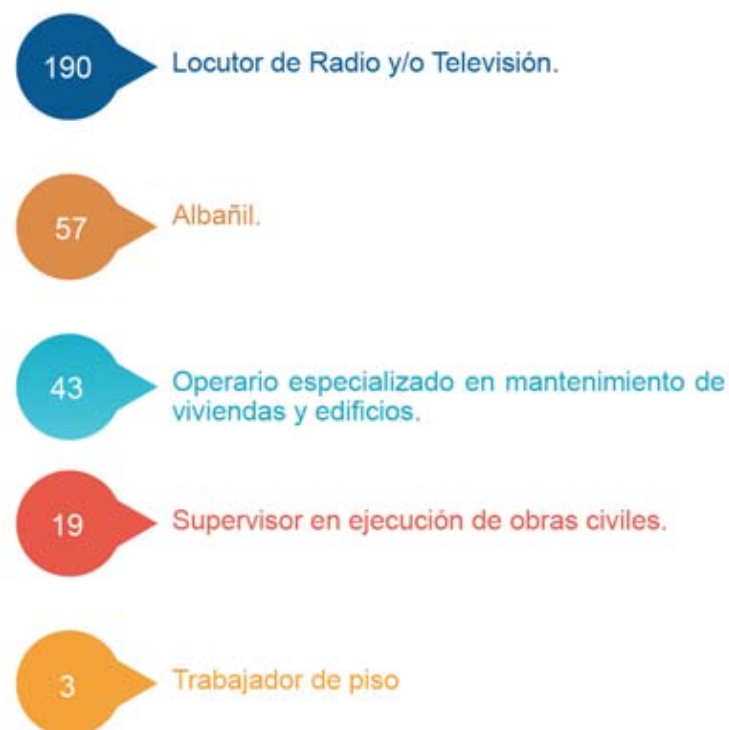 190 Locutor de Radio y/o Televisión.
57 Albañil.
43 Operario especializado en mantenimiento de
viviendas y edificios.
19 Supervisor en ejecución de obras civiles.
3 Trabajador de piso